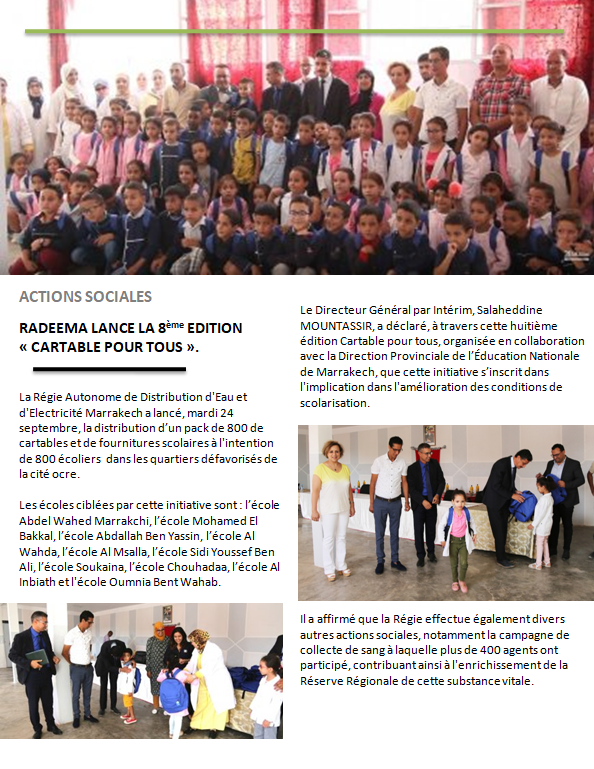 ACTIONS SOCIALES
RADEEMA LANCE LA 8ème EDITION
« CARTABLE POUR TOUS ».
La Régie Autonome de Distribution d'Eau et
d'Electricité Marrakech a lancé, mardi 24
septembre, la distribution d'un pack de 800 de
cartables et de fournitures scolaires à l'intention
de 800 écoliers dans les quartiers défavorisés de
la cité ocre.
Les écoles ciblées par cette initiative sont : l'école
Abdel Wahed Marrakchi, l'école Mohamed El
Bakkal, l'école Abdallah Ben Yassin, l'école Al
Wahda, l'école Al Msalla, l'école Sidi Youssef Ben
Ali, l'école Soukaina, l'école Chouhadaa, l'école Al
Inbiath et l'école Oumnia Bent Wahab.
Le Directeur Général par Intérim, Salaheddine
MOUNTASSIR, a déclaré, à travers cette huitième
édition Cartable pour tous, organisée en collaboration
avec la Direction Provinciale de l'Éducation Nationale
de Marrakech, que cette initiative s'inscrit dans
l'implication dans l'amélioration des conditions de
scolarisation.
Il a affirmé que la Régie effectue également divers
autres actions sociales, notamment la campagne de
collecte de sang à laquelle plus de 400 agents ont
participé, contribuant ainsi à l'enrichissement de la
Réserve Régionale de cette substance vitale.